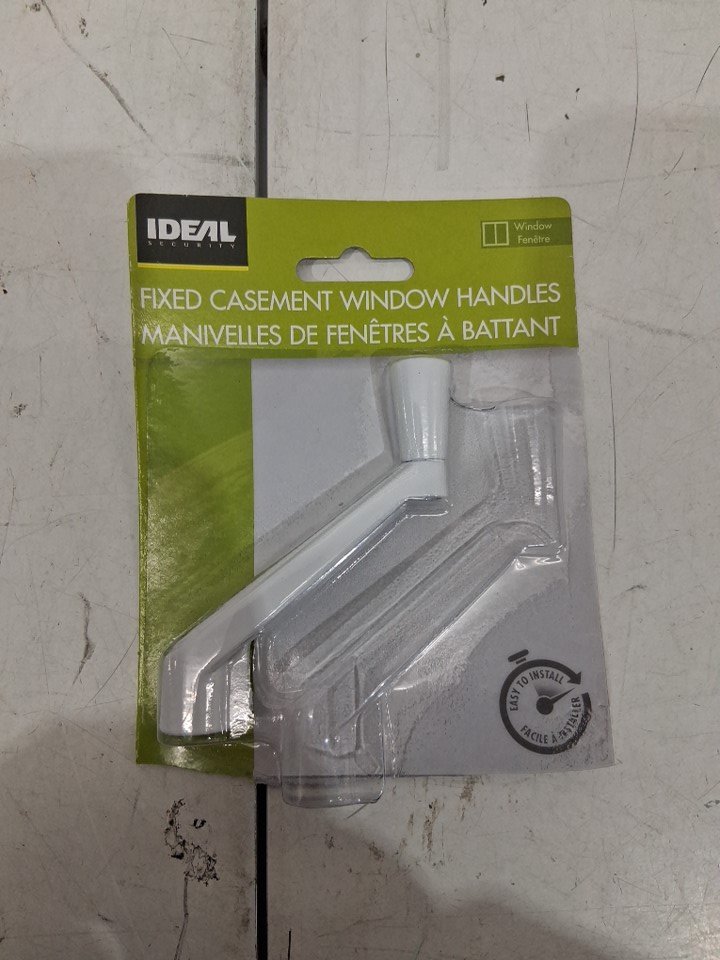 IDEAL
SECURITY
Window
Fenêtre
FIXED CASEMENT WINDOW HANDLES
MANIVELLES DE FENÊTRES À BATTANT
EASY TO INSTALL
FACILE À INSTALLER